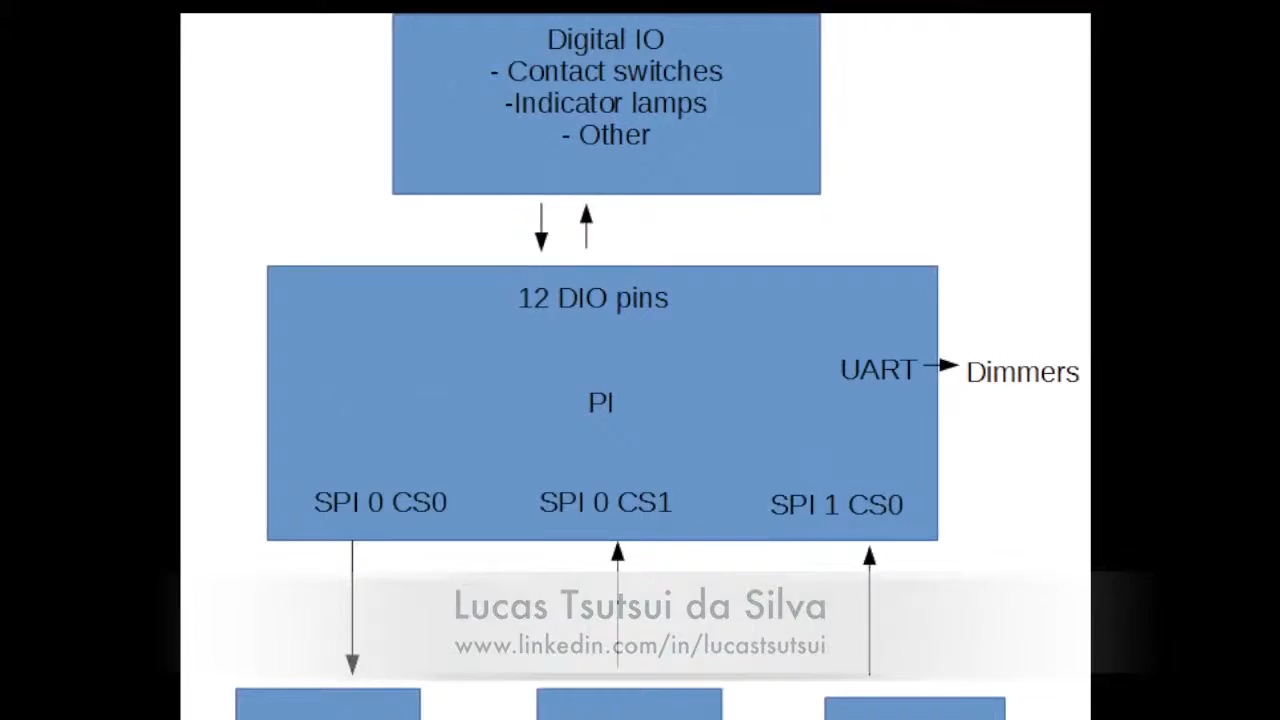 Digital IO
- Contact switches
-Indicator lamps
- Other
12 DIO pins
UART
Dimmers
PI
SPI 0 CS0
SPI 0 CS1
SPI 1 CS0
Lucas Tsutsui da Silva
www.linkedin.com/in/lucastsutsui